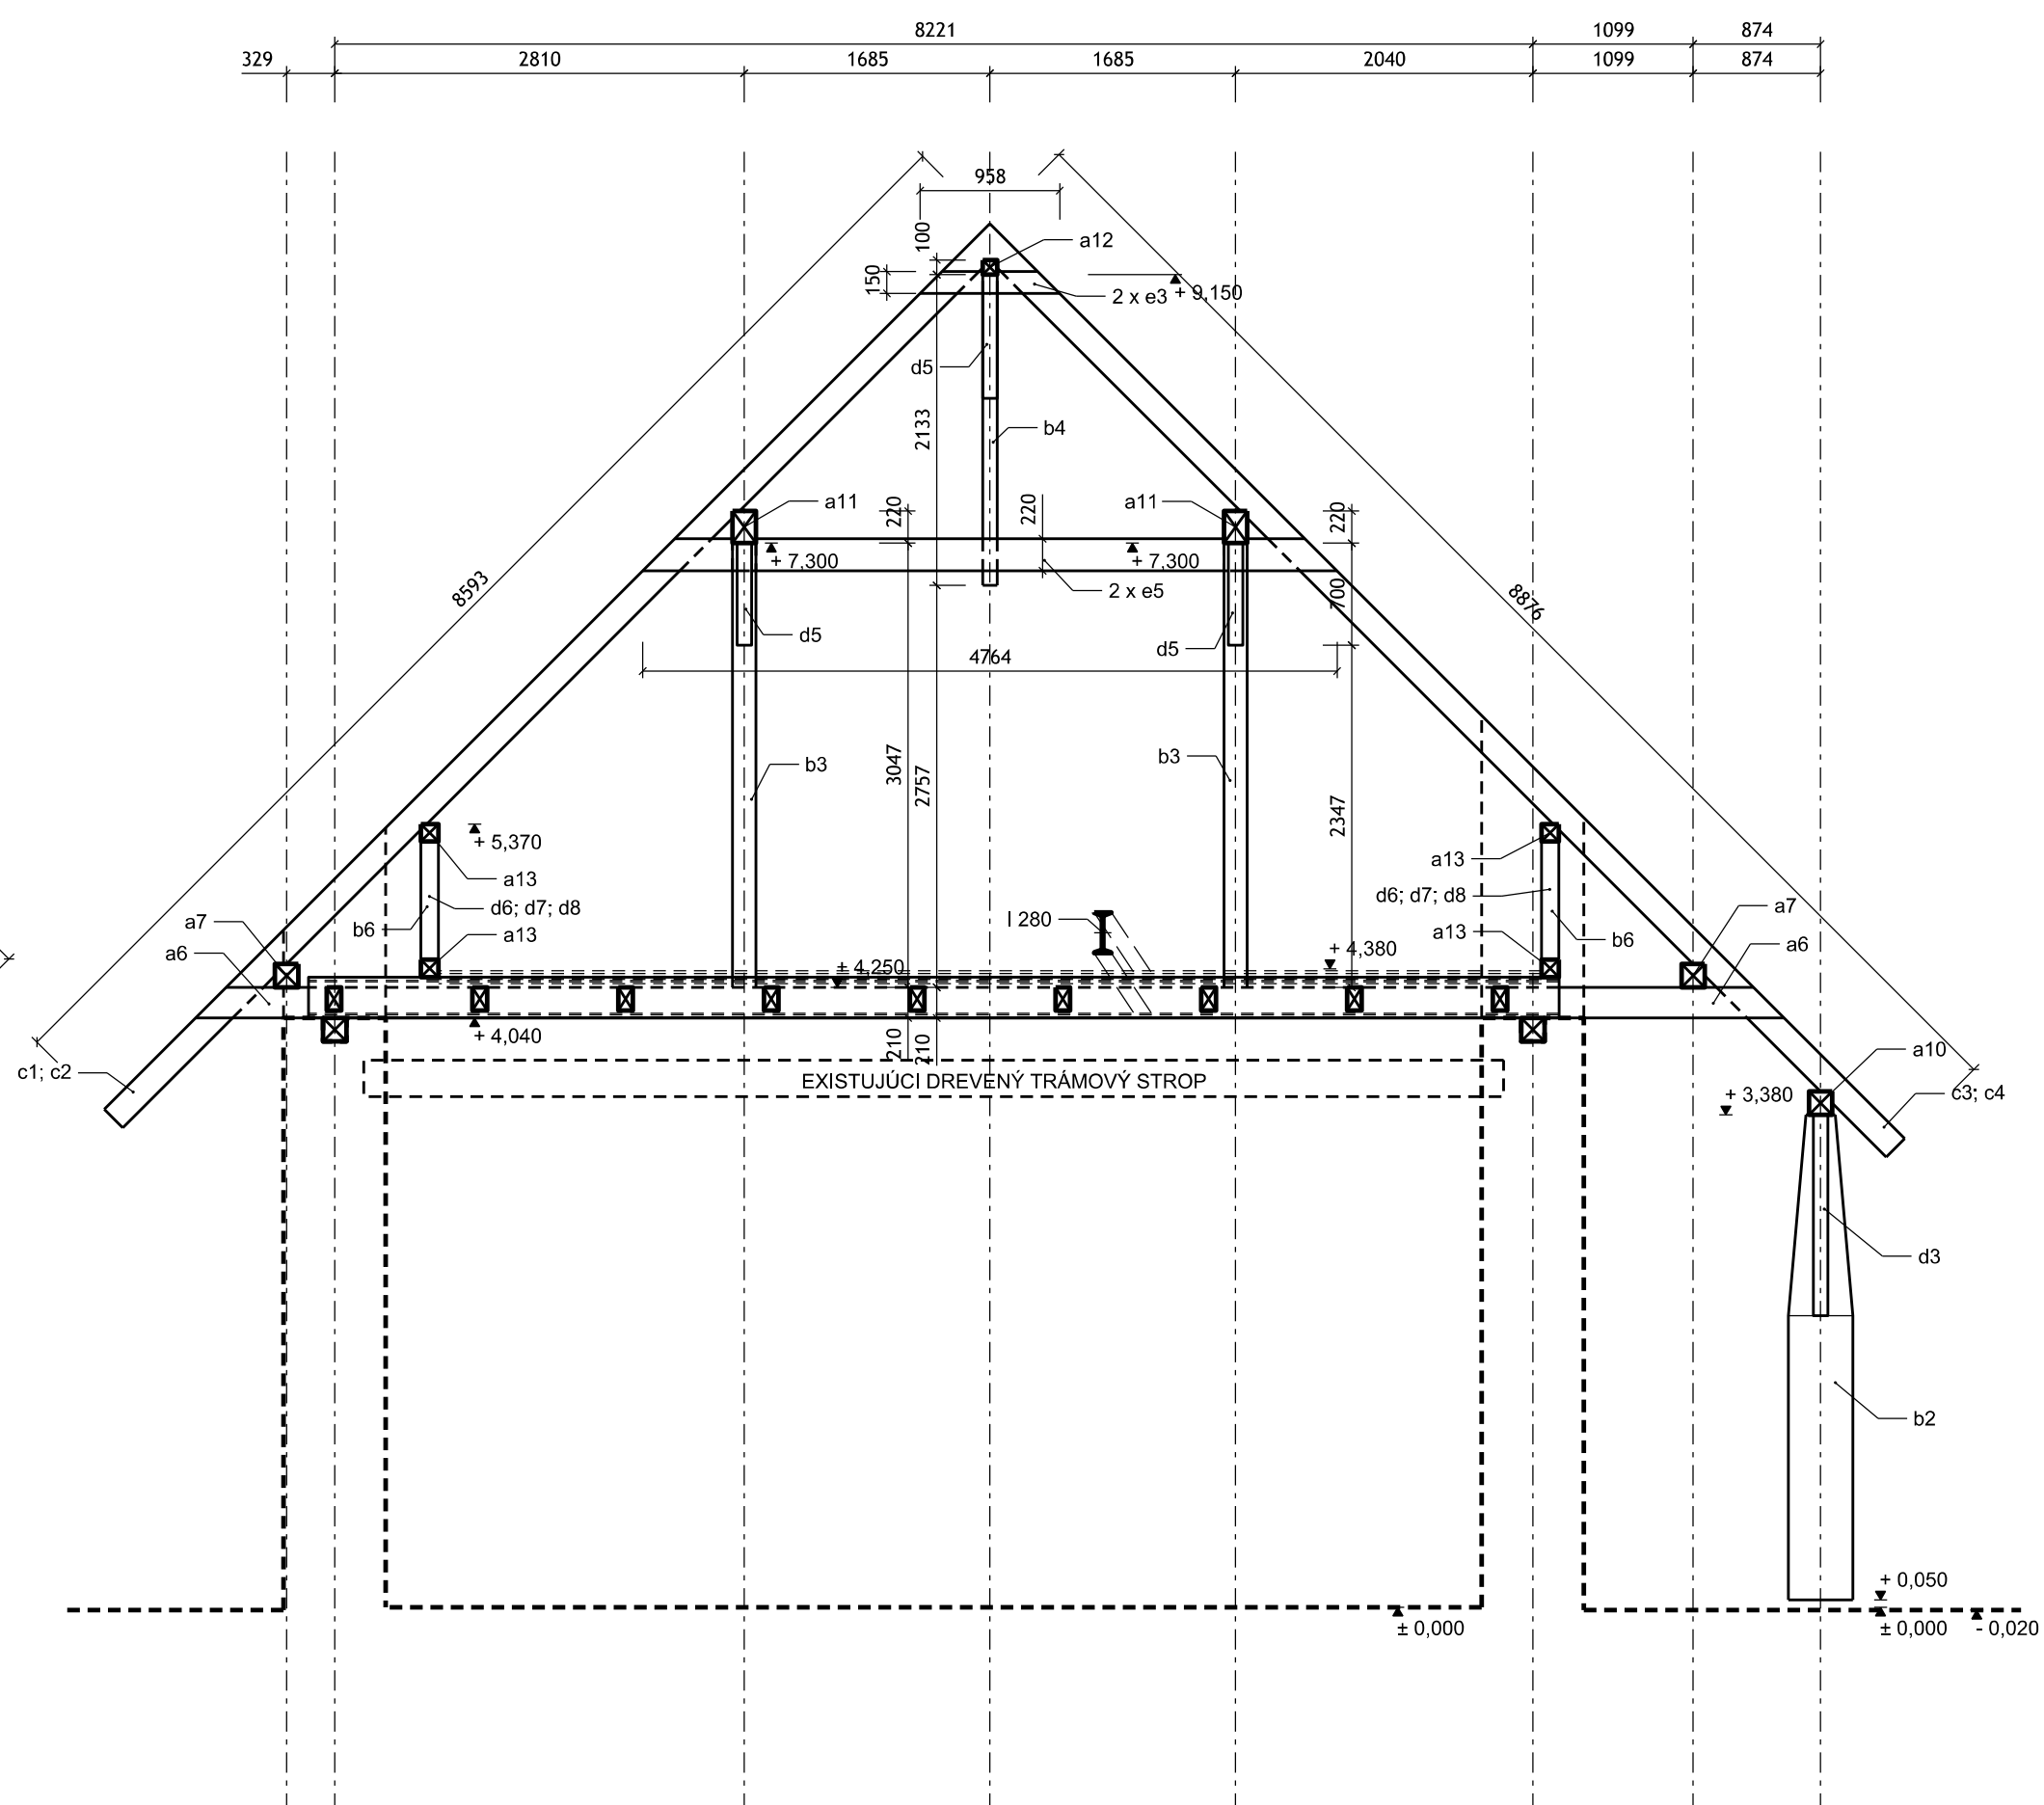 8221
1099
874
329
2810
1685
1685
2040
1099
874
958
100
a12
150
2 x e3
+ 9,150
d5
2133
b4
a11
220
220
a11
220
+ 7,300
+ 7,300
8593
2 x e5
700
8876
d5
d5
4764
b3
3047
2757
b3
2347
+ 5,370
a13
a13
d6; d7; d8
d6; d7; d8
a7
b6
a13
I 280
a13
b6
a7
a6
+ 4,250
+ 4,380
a6
+ 4,040
210
210
a10
c1; c2
EXISTUJÚCI DREVENÝ TRÁMOVÝ STROP
+ 3,380
c3; c4
d3
b2
+ 0,050
± 0,000
± 0,000
- 0,020